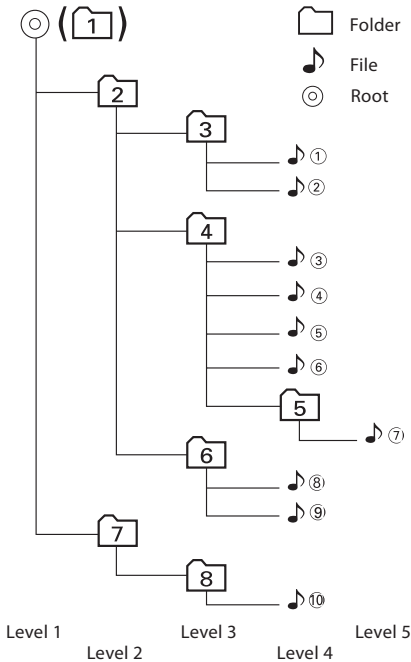 ( 1 )
Folder
File
Root
2
3
①
②
4
③
④
⑤
⑥
5
⑦
6
⑧
⑨
7
8
⑩
Level 1
Level 2
Level 3
Level 4
Level 5